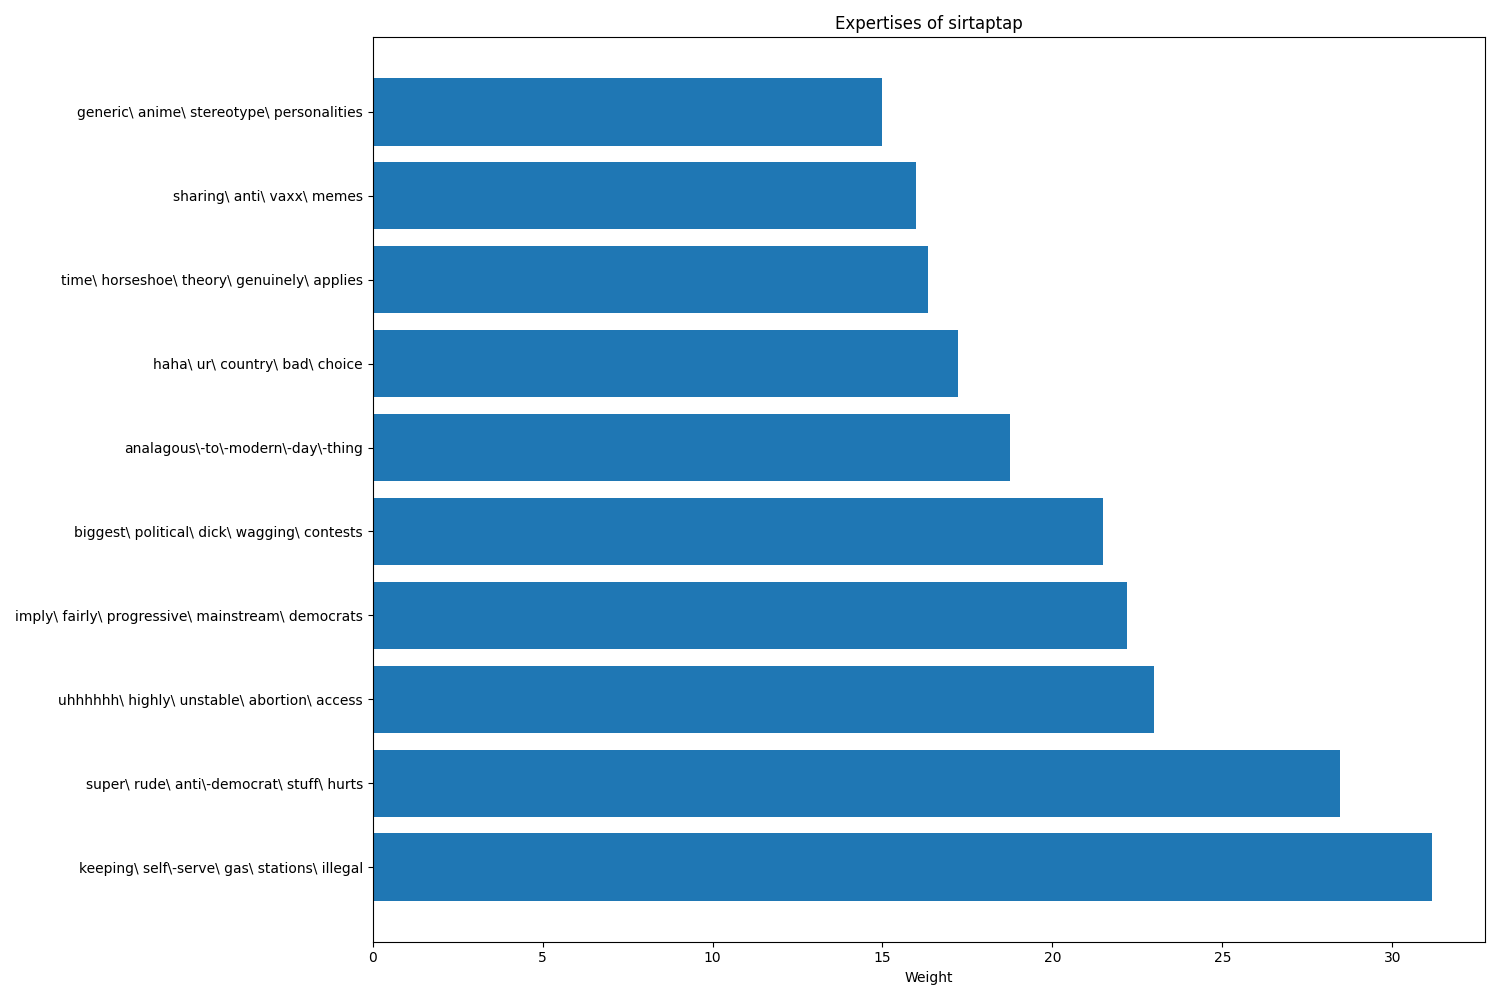 Expertises of sirtaptap
generic\ anime\ stereotype\ personalities
sharing\ anti\ vaxx\ memes
time\ horseshoe\ theory\ genuinely\ applies
haha\ ur\ country\ bad\ choice
analagous\-to\-modern\-day\-thing
biggest\ political\ dick\ wagging\ contests
imply\ fairly\ progressive\ mainstream\ democrats
uhhhhhh\ highly\ unstable\ abortion\ access
super\ rude\ anti\-democrat\ stuff\ hurts
keeping\ self\-serve\ gas\ stations\ illegal
0 5 10 15 20 25 30
Weight